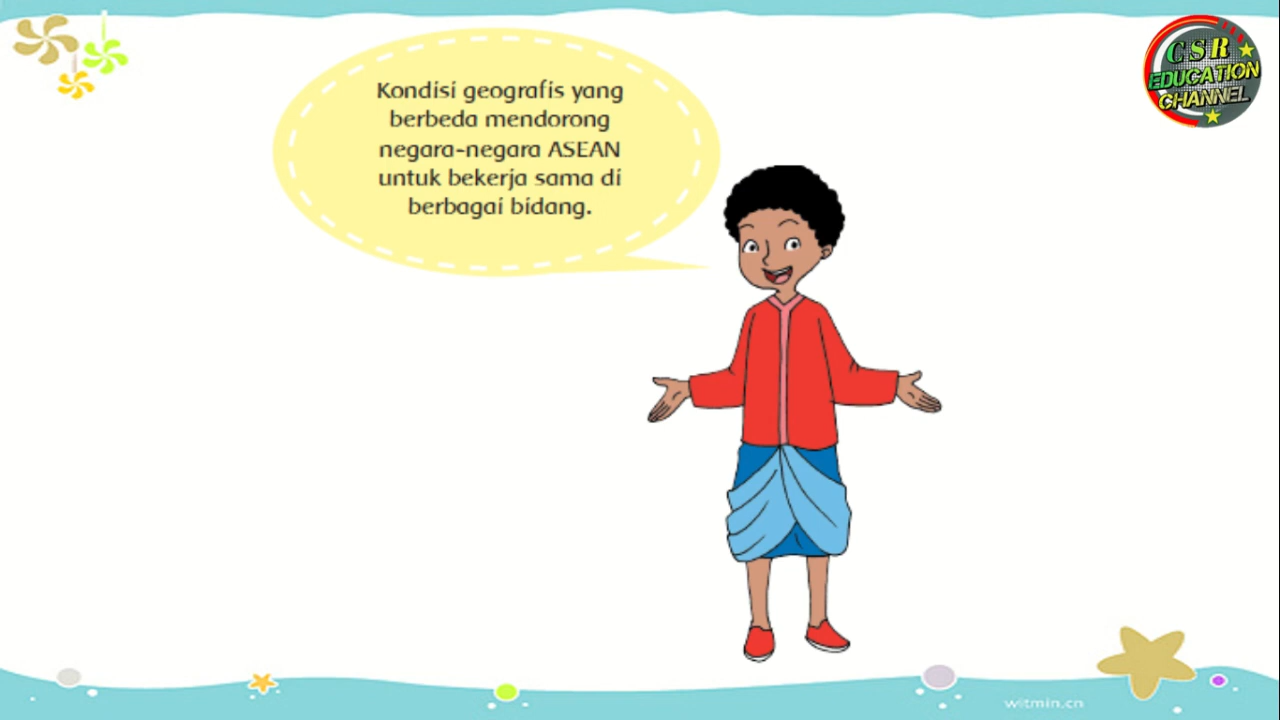 Kondisi geografis yang
berbeda mendorong
negara-negara ASEAN
untuk bekerja sama di
berbagai bidang.
CSR
EDUCATION
CHANNEL
witmin.cn